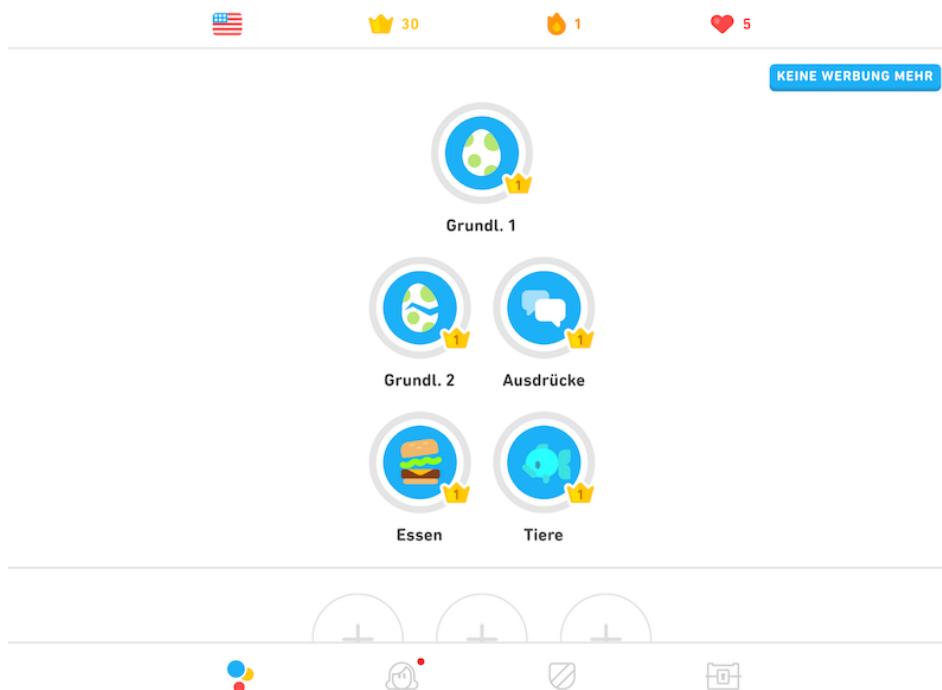 30 1 5
KEINE WERBUNG MEHR
1
Grundl. 1
1 1
Grundl. 2 Ausdrücke
1 1
Essen Tiere